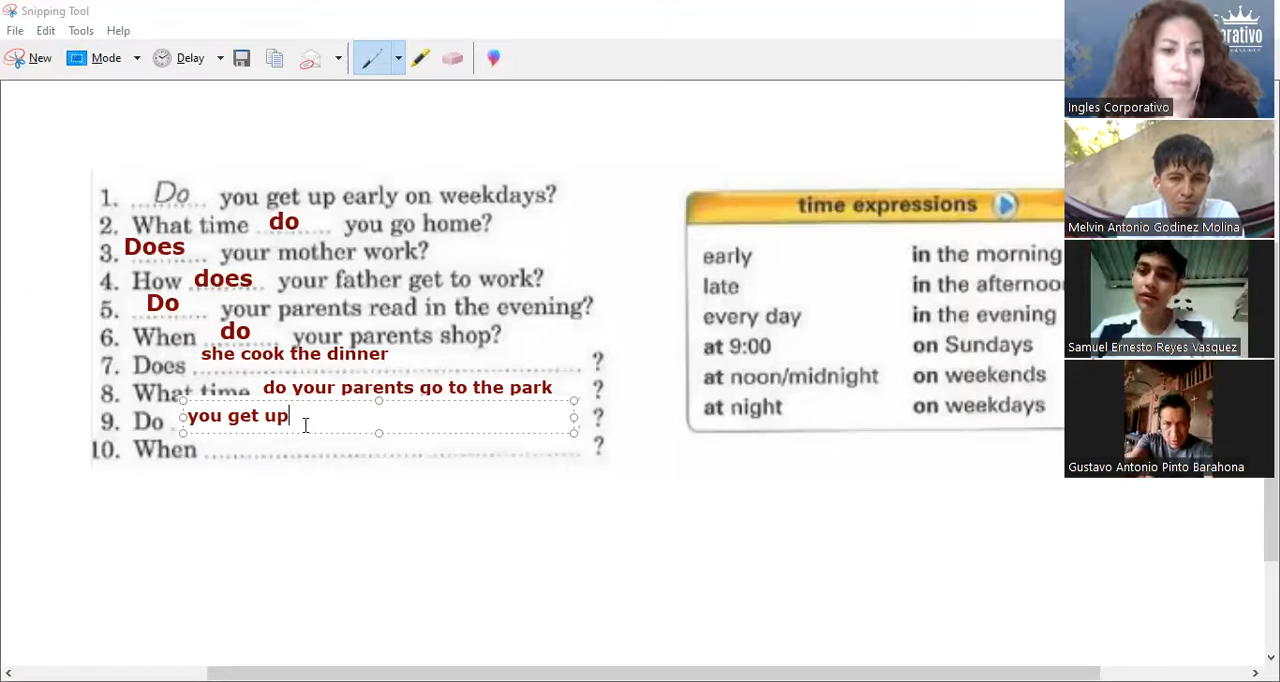 Snipping Tool
File Edit Tools Help
New Mode Delay
1. Do you get up early on weekdays?
2. What time do you go home?
3. Does your mother work?
4. How does your father get to work?
5. Do your parents read in the evening?
6. When do your parents shop?
7. Does she cook the dinner ?
8. What time do your parents go to the park ?
9. Do you get up ?
10. When ?
time expressions
early in the morning
late in the afternoon
every day in the evening
at 9:00 on Sundays
at noon/midnight on weekends
at night on weekdays
Ingles Corporativo
Melvin Antonio Godinez Molina
Samuel Ernesto Reyes Vasquez
Gustavo Antonio Pinto Barahona